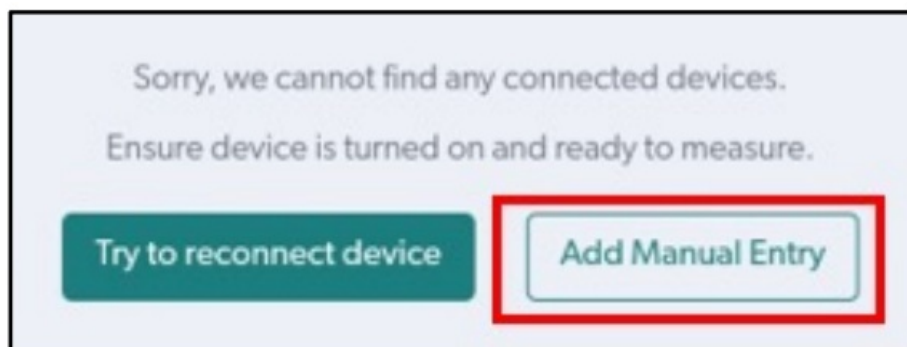 Sorry, we cannot find any connected devices.
Ensure device is turned on and ready to measure.
Try to reconnect device
Add Manual Entry